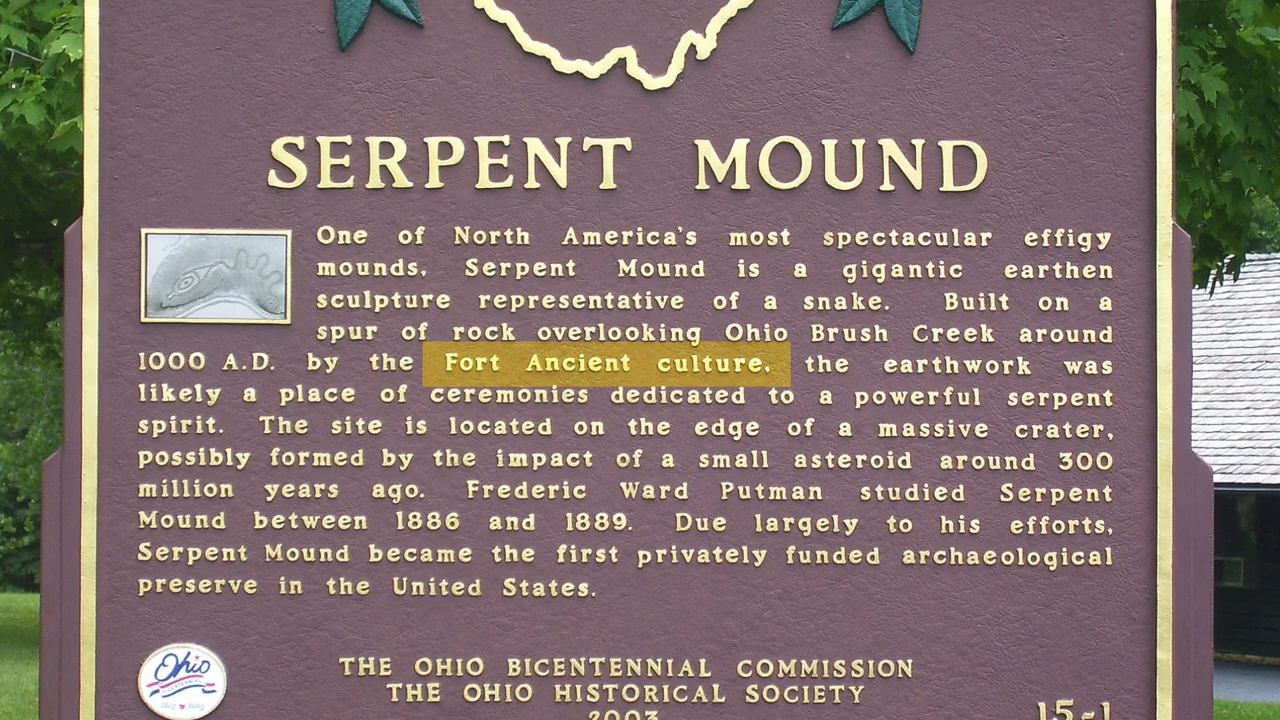 SERPENT MOUND
One of North America's most spectacular effigy
mounds, Serpent Mound is a gigantic earthen
sculpture representative of a snake. Built on a
spur of rock overlooking Ohio Brush Creek around
1000 A.D. by the Fort Ancient culture, the earthwork was
likely a place of ceremonies dedicated to a powerful serpent
spirit. The site is located on the edge of a massive crater,
possibly formed by the impact of a small asteroid around 300
million years ago. Frederic Ward Putman studied Serpent
Mound between 1886 and 1889. Due largely to his efforts,
Serpent Mound became the first privately funded archaeological
preserve in the United States.
Ohio
BICENTENNIAL
1803 2003
THE OHIO BICENTENNIAL COMMISSION
THE OHIO HISTORICAL SOCIETY
2003
15-1